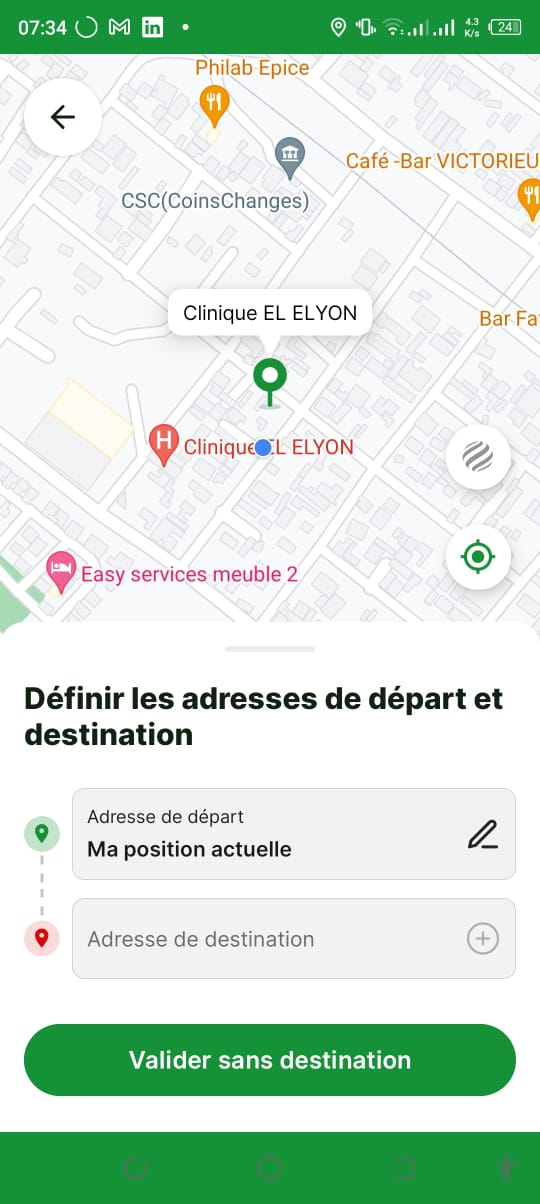 07:34
4.3
K/s
24
Philab Epice
Café -Bar VICTORIEU
CSC(CoinsChanges)
Clinique EL ELYON
Bar Fa
H
Clinique EL ELYON
Easy services meuble 2
Définir les adresses de départ et
destination
Adresse de départ
Ma position actuelle
Adresse de destination
Valider sans destination